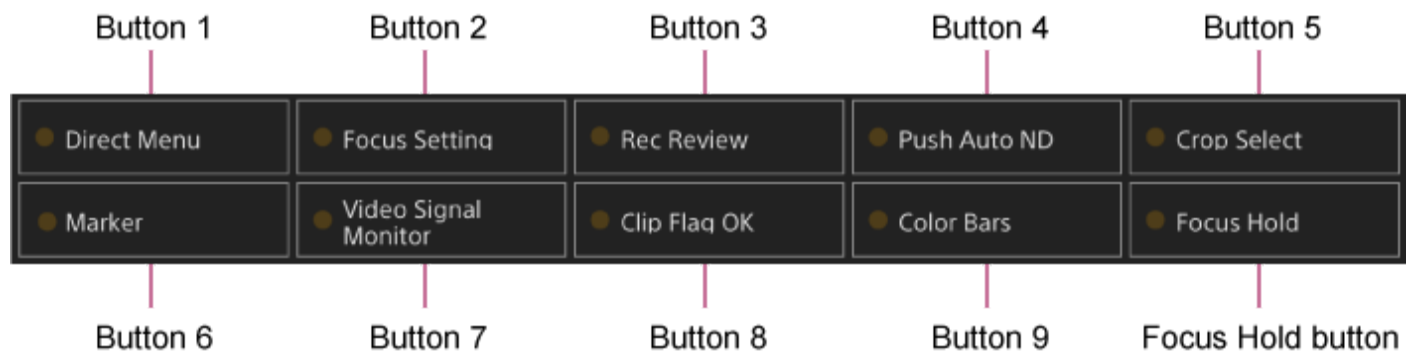 Button 1 Button 2 Button 3 Button 4 Button 5
Direct Menu Focus Setting Rec Review Push Auto ND Crop Select
Marker Video Signal Monitor Clip Flag OK Color Bars Focus Hold
Button 6 Button 7 Button 8 Button 9 Focus Hold button